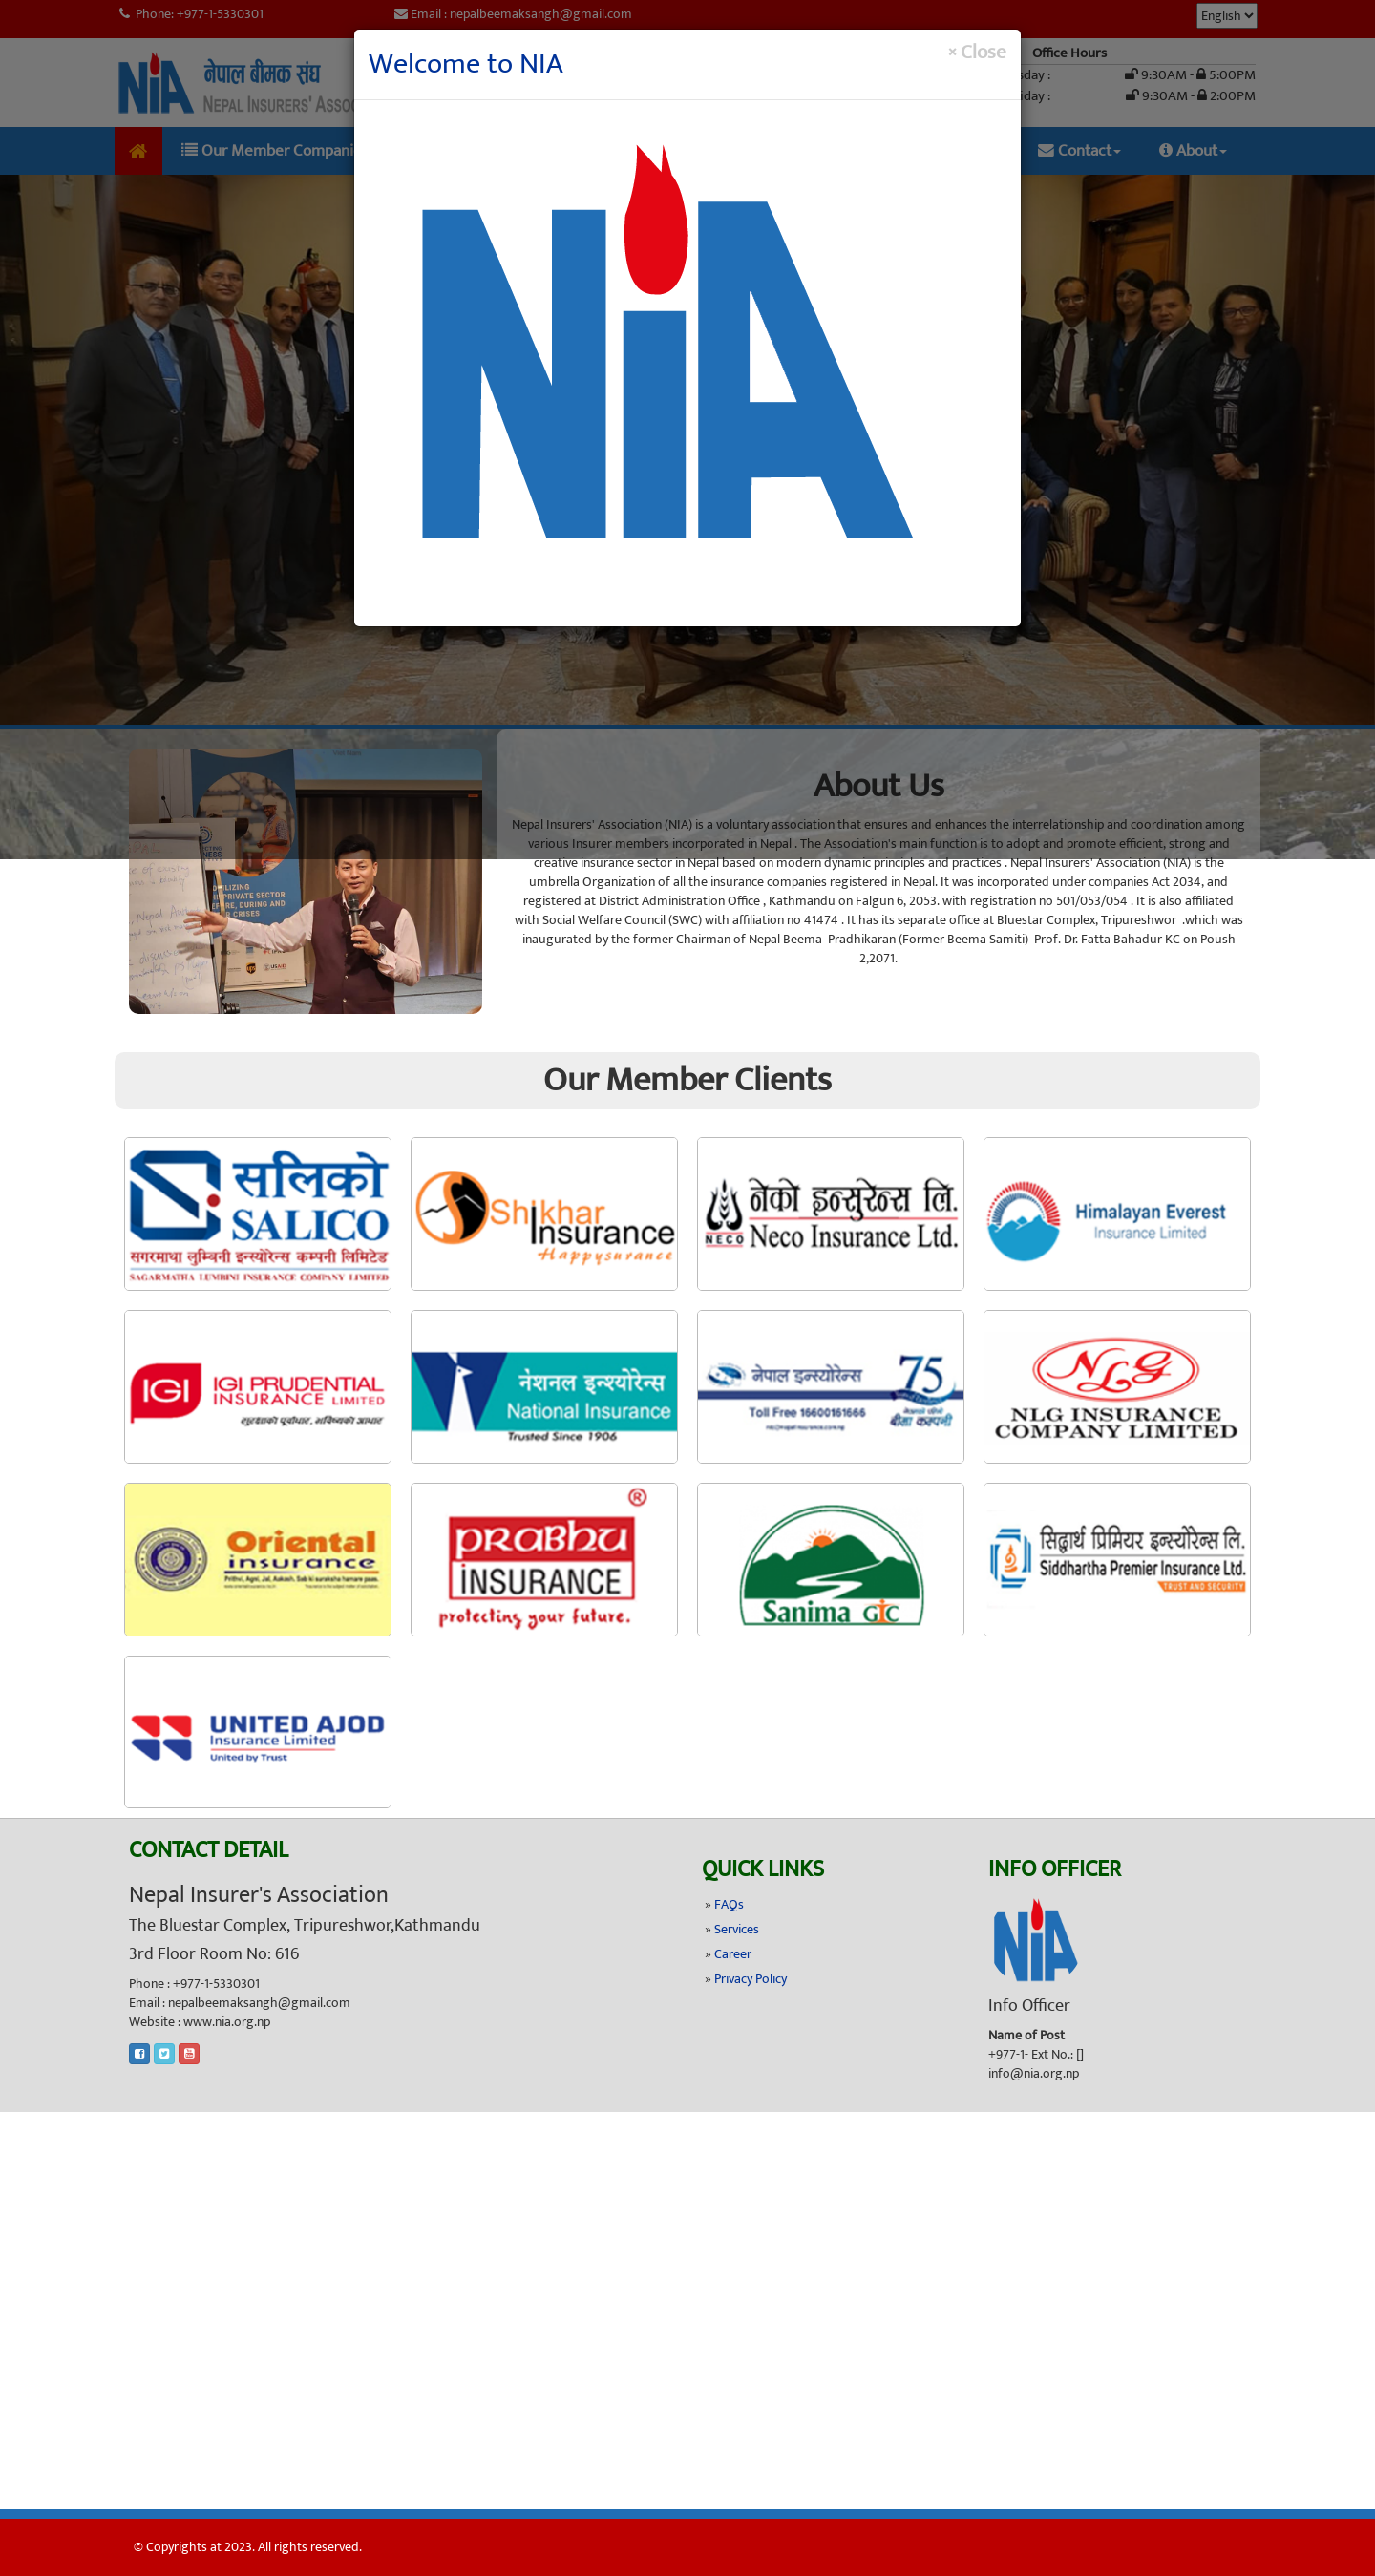 Phone: +977-1-5330301
Email : nepalbeemaksangh@gmail.com
English
Welcome to NIA
× Close
नेपाल बीमक संघ
NEPAL INSURERS'
Office Hours
9:30AM - 5:00PM
9:30AM - 2:00PM
Our Member
Contact
About
NiA
About Us
Nepal Insurers' Association (NIA) is a voluntary association that ensures and enhances the interrelationship and coordination among
various Insurer members incorporated in Nepal . The Association's main function is to adopt and promote efficient, strong and
creative insurance sector in Nepal based on modern dynamic principles and practices . Nepal Insurers' Association (NIA) is the
umbrella Organization of all the insurance companies registered in Nepal. It was incorporated under companies Act 2034, and
registered at District Administration Office , Kathmandu on Falgun 6, 2053. with registration no 501/053/054 . It is also affiliated
with Social Welfare Council (SWC) with affiliation no 41474 . It has its separate office at Bluestar Complex, Tripureshwor .which was
inaugurated by the former Chairman of Nepal Beema Pradhikaran (Former Beema Samiti) Prof. Dr. Fatta Bahadur KC on Poush
2,2071.
Our Member Clients
सलिको
SALICO
सगरमाथा लुम्बिनी इन्स्योरेन्स कम्पनी लिमिटेड
SAGARMATHA LUMBINI INSURANCE COMPANY LIMITED
Shikhar
Insurance
Happysurance
नेको इन्सुरेन्स लि.
NECO
Neco Insurance Ltd.
Himalayan Everest
Insurance Limited
IGI
IGI PRUDENTIAL
INSURANCE LIMITED
सुरक्षाको पूर्वाधार, भविष्यको आधार
नेशनल इन्श्योरेन्स
National Insurance
Trusted Since 1906
नेपाल इन्स्योरेन्स
75
Toll Free 16600161666
बीमा कम्पनी
NLG
NLG INSURANCE
COMPANY LIMITED
Oriental
insurance
Prithvi, Agni, Jal, Aakash, Sab ki suraksha hamare paas.
®
PRABHU
INSURANCE
protecting your future.
Sanima GIC
सिद्धार्थ प्रिमियर इन्स्योरेन्स लि.
Siddhartha Premier Insurance Ltd.
TRUST AND SECURITY
UNITED AJOD
Insurance Limited
United by Trust
CONTACT DETAIL
Nepal Insurer's Association
The Bluestar Complex, Tripureshwor,Kathmandu
3rd Floor Room No: 616
Phone : +977-1-5330301
Email : nepalbeemaksangh@gmail.com
Website : www.nia.org.np
QUICK LINKS
» FAQs
» Services
» Career
» Privacy Policy
INFO OFFICER
NiA
Info Officer
Name of Post
+977-1- Ext No.: []
info@nia.org.np
© Copyrights at 2023. All rights reserved.